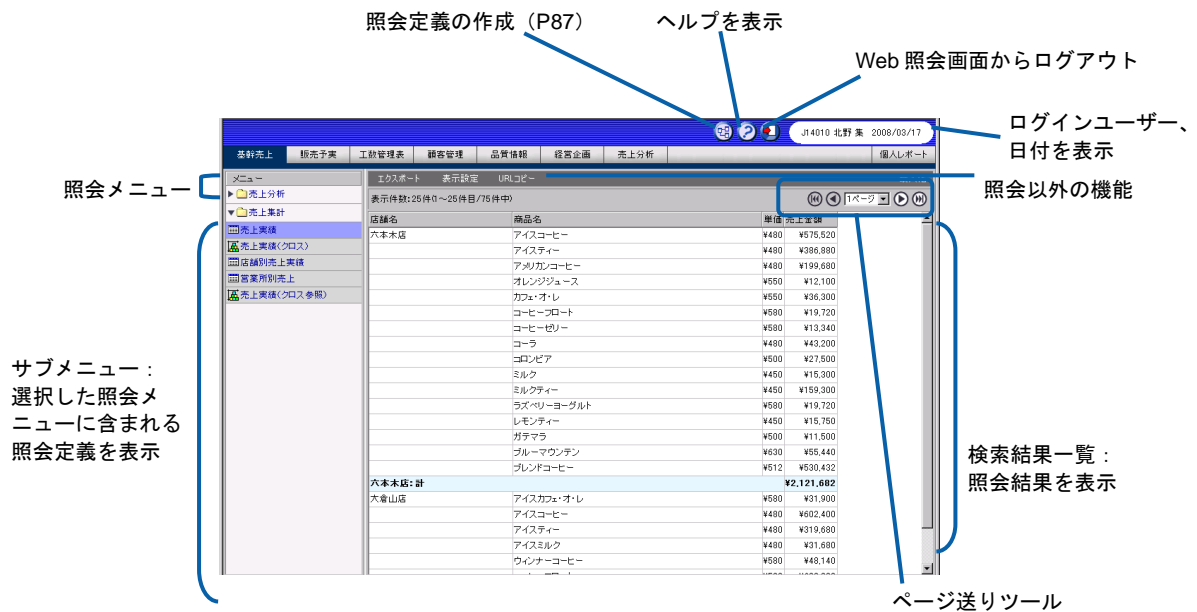 照会定義の作成（P87）
ヘルプを表示
Web 照会画面からログアウト
ログインユーザー、
日付を表示
J14010 北野 集 2008/03/17
基幹売上 販売予実 工数管理表 顧客管理 品質情報 経営企画 売上分析 個人レポート
照会メニュー
メニュー
エクスポート 表示設定 URLコピー
照会以外の機能
売上分析
表示件数:25件(1～25件目/75件中)
1ページ
売上集計
店舗名 商品名 単価 売上金額
売上実績
売上実績(クロス)
店舗別売上実績
営業所別売上
売上実績(クロス参照)
六本木店 アイスコーヒー ¥480 ¥575,520
アイスティー ¥480 ¥386,880
アメリカンコーヒー ¥480 ¥199,680
オレンジジュース ¥550 ¥12,100
カフェ・オ・レ ¥550 ¥36,300
コーヒーフロート ¥580 ¥19,720
コーヒーゼリー ¥580 ¥13,340
コーラ ¥480 ¥43,200
コロンビア ¥500 ¥27,500
ミルク ¥450 ¥15,300
ミルクティー ¥450 ¥159,300
ラズベリーヨーグルト ¥580 ¥19,720
レモンティー ¥450 ¥15,750
ガテマラ ¥500 ¥11,500
ブルーマウンテン ¥630 ¥55,440
ブレンドコーヒー ¥512 ¥530,432
六本木店:計 ¥2,121,682
大倉山店 アイスカフェ・オ・レ ¥580 ¥31,900
アイスコーヒー ¥480 ¥602,400
アイスティー ¥480 ¥319,680
アイスミルク ¥480 ¥31,680
ウィンナーコーヒー ¥580 ¥48,140
サブメニュー：
選択した照会メ
ニューに含まれる
照会定義を表示
検索結果一覧：
照会結果を表示
ページ送りツール